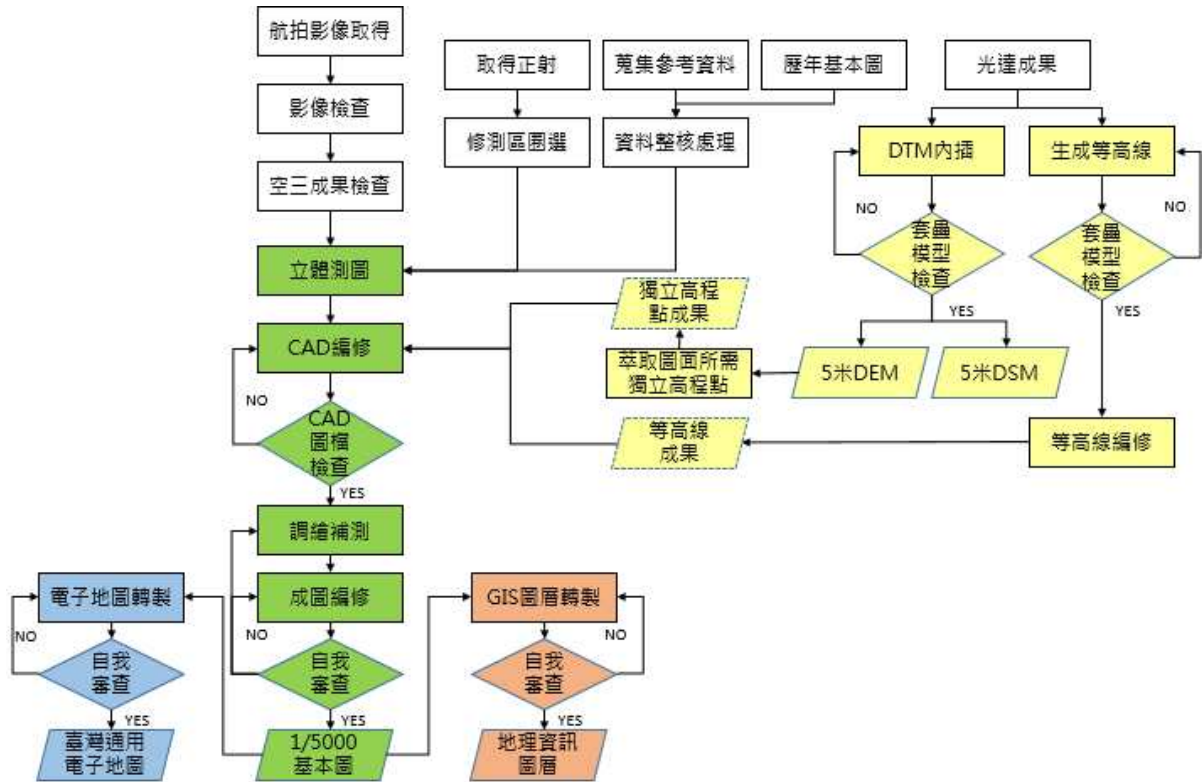 航拍影像取得
取得正射
蒐集參考資料
歷年基本圖
光達成果
影像檢查
修測區圈選
資料整核處理
DTM內插
生成等高線
空三成果檢查
NO
NO
套疊
模型
檢查
套疊
模型
檢查
立體測圖
獨立高程
點成果
YES
YES
CAD編修
萃取圖面所需
獨立高程點
5米DEM
5米DSM
NO
CAD
圖檔
檢查
等高線
成果
等高線編修
YES
調繪補測
電子地圖轉製
成圖編修
GIS圖層轉製
NO
NO
NO
自我
審查
自我
審查
自我
審查
YES
YES
YES
臺灣通用
電子地圖
1/5000
基本圖
地理資訊
圖層